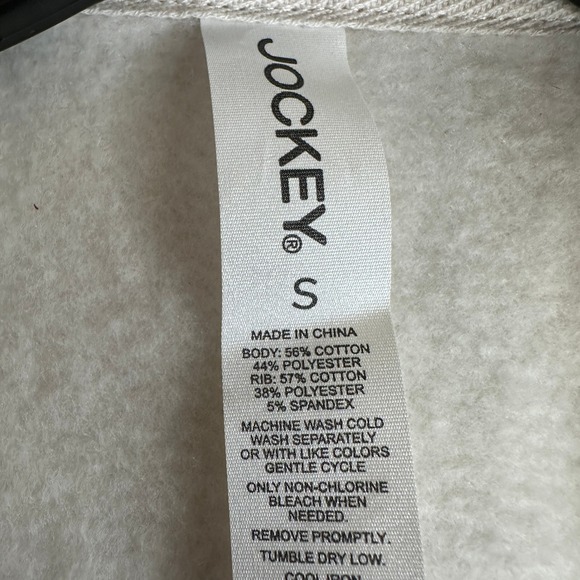 JOCKEY®
S
MADE IN CHINA
BODY: 56% COTTON
44% POLYESTER
RIB: 57% COTTON
38% POLYESTER
5% SPANDEX
MACHINE WASH COLD
WASH SEPARATELY
OR WITH LIKE COLORS
GENTLE CYCLE
ONLY NON-CHLORINE
BLEACH WHEN
NEEDED.
REMOVE PROMPTLY.
TUMBLE DRY LOW.
COOL IRON